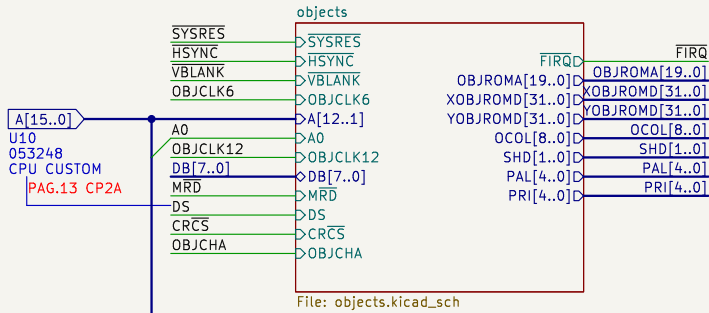 objects
SYSRES
HSYNC
VBLANK
OBJCLK6
A[15..0]
U10
053248
CPU CUSTOM
PAG.13 CP2A
A0
OBJCLK12
DB[7..0]
MRD
DS
CRCS
OBJCHA
SYSRES
HSYNC
VBLANK
OBJCLK6
A[12..1]
A0
OBJCLK12
DB[7..0]
MRD
DS
CRCS
OBJCHA
FIRQ
OBJROMA[19..0]
XOBJROMD[31..0]
YOBJROMD[31..0]
OCOL[8..0]
SHD[1..0]
PAL[4..0]
PRI[4..0]
FIRQ
OBJROMA[19..0]
XOBJROMD[31..0]
YOBJROMD[31..0]
OCOL[8..0]
SHD[1..0]
PAL[4..0]
PRI[4..0]
File: objects.kicad_sch